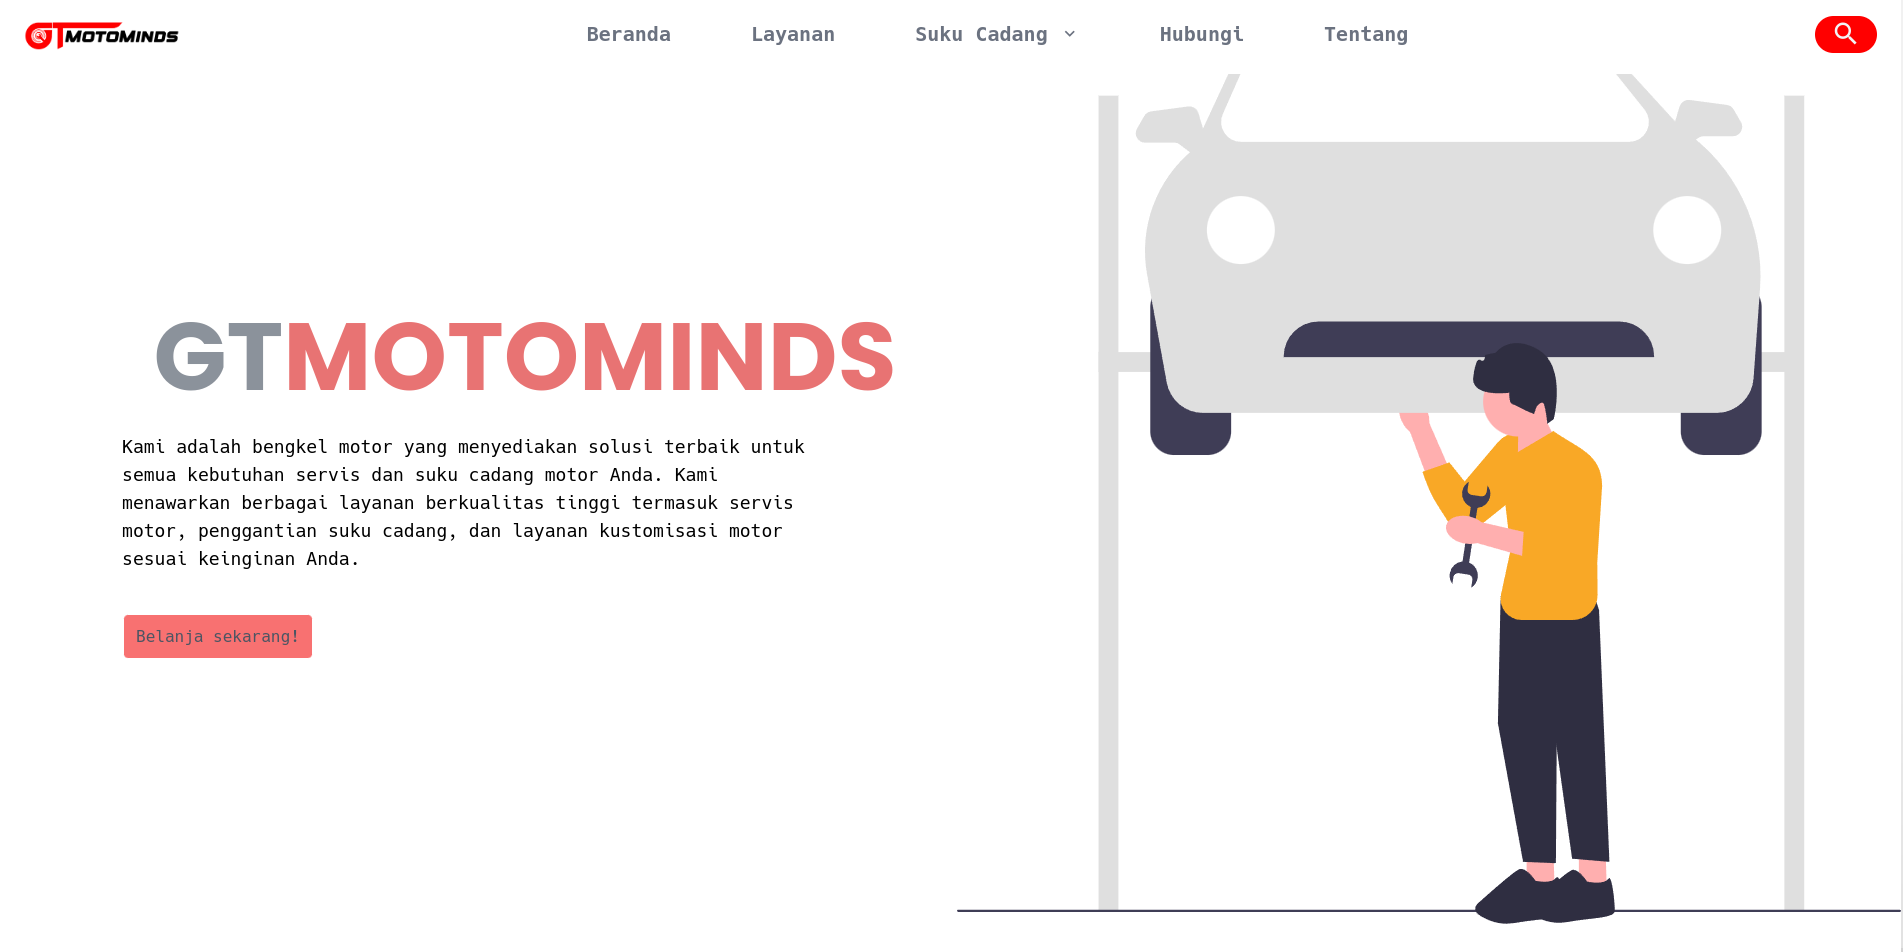 GT MOTOMINDS
Beranda
Layanan
Suku Cadang
Hubungi
Tentang
GTMOTOMINDS
Kami adalah bengkel motor yang menyediakan solusi terbaik untuk
semua kebutuhan servis dan suku cadang motor Anda. Kami
menawarkan berbagai layanan berkualitas tinggi termasuk servis
motor, penggantian suku cadang, dan layanan kustomisasi motor
sesuai keinginan Anda.
Belanja sekarang!